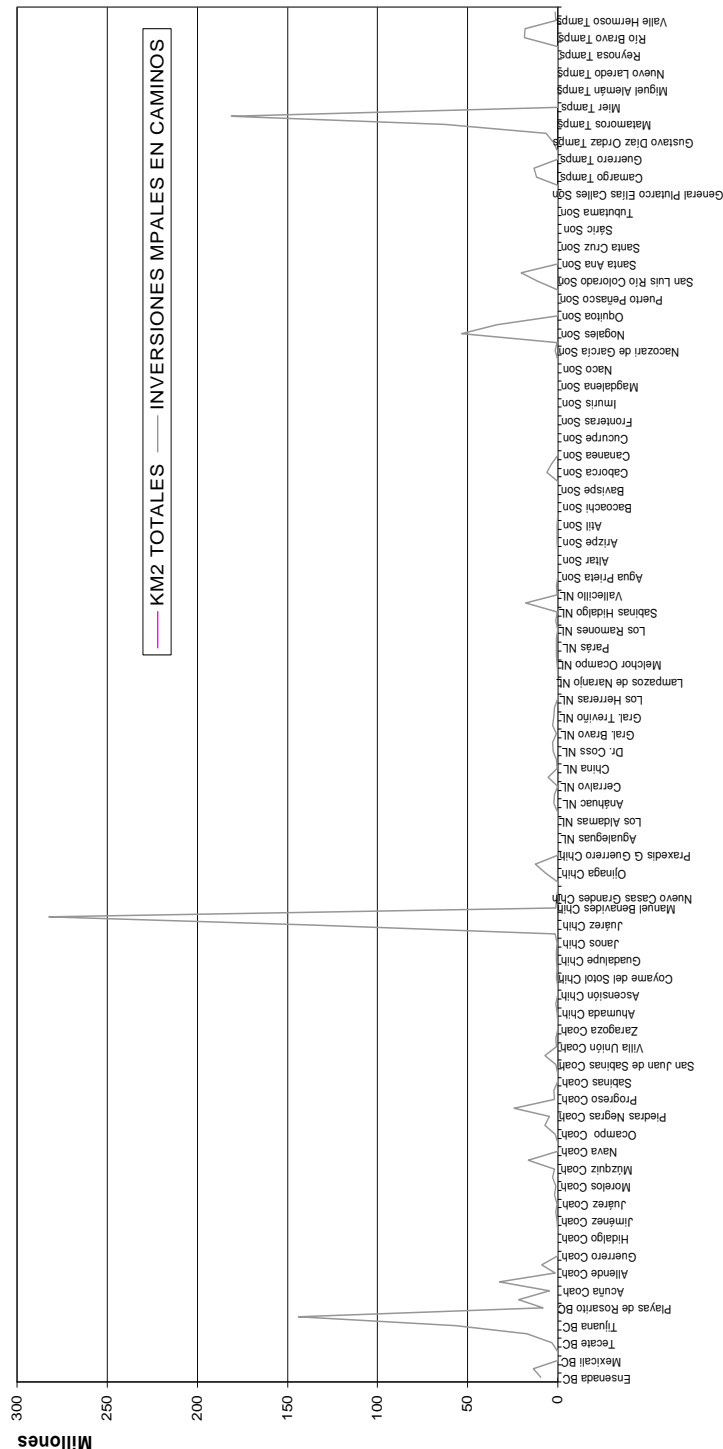 Millones
300
250
200
150
100
50
0
KM2 TOTALES
INVERSIONES MPALES EN CAMINOS
Ensenada BC
Mexicali BC
Tecate BC
Tijuana BC
Playas de Rosarito BC
Acuña Coah
Allende Coah
Guerrero Coah
Hidalgo Coah
Jiménez Coah
Juárez Coah
Morelos Coah
Múzquiz Coah
Nava Coah
Ocampo Coah
Piedras Negras Coah
Progreso Coah
Sabinas Coah
San Juan de Sabinas Coah
Villa Unión Coah
Zaragoza Coah
Ahumada Chih
Ascensión Chih
Coyame del Sotol Chih
Guadalupe Chih
Janos Chih
Juárez Chih
Manuel Benavides Chih
Nuevo Casas Grandes Chih
Ojinaga Chih
Praxedis G Guerrero Chih
Agualeguas NL
Los Aldamas NL
Anáhuac NL
Cerralvo NL
China NL
Dr. Coss NL
Gral. Bravo NL
Gral. Treviño NL
Los Herreras NL
Lampazos de Naranjo NL
Melchor Ocampo NL
Parás NL
Los Ramones NL
Sabinas Hidalgo NL
Vallecillo NL
Agua Prieta Son
Altar Son
Arizpe Son
Atil Son
Bacoachi Son
Bavispe Son
Caborca Son
Cananea Son
Cucurpe Son
Fronteras Son
Imuris Son
Magdalena Son
Naco Son
Nacozari de García Son
Nogales Son
Oquitoa Son
Puerto Peñasco Son
San Luis Río Colorado Son
Santa Ana Son
Santa Cruz Son
Sáric Son
Tubutama Son
General Plutarco Elías Calles Son
Camargo Tamps
Guerrero Tamps
Gustavo Díaz Ordaz Tamps
Matamoros Tamps
Mier Tamps
Miguel Alemán Tamps
Nuevo Laredo Tamps
Reynosa Tamps
Río Bravo Tamps
Valle Hermoso Tamps